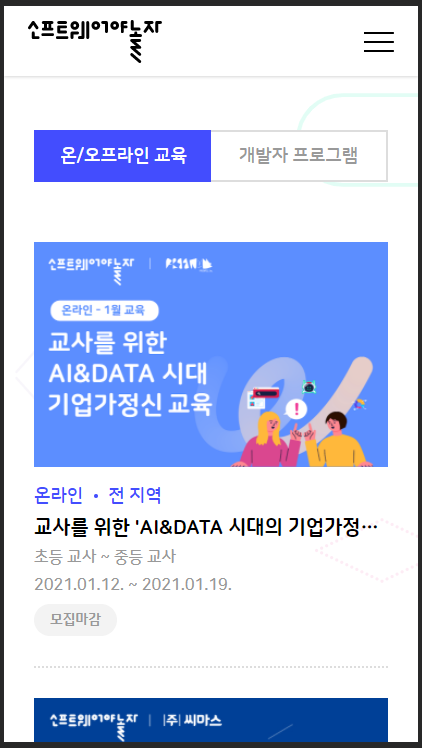 소프트웨어야 놀자
온/오프라인 교육
개발자 프로그램
소프트웨어야 놀자
온라인 - 1월 교육
교사를 위한
AI&DATA 시대
기업가정신 교육
온라인 • 전 지역
교사를 위한 'AI&DATA 시대의 기업가정…
초등 교사 ~ 중등 교사
2021.01.12. ~ 2021.01.19.
모집마감
소프트웨어야 놀자 | |주| 씨마스